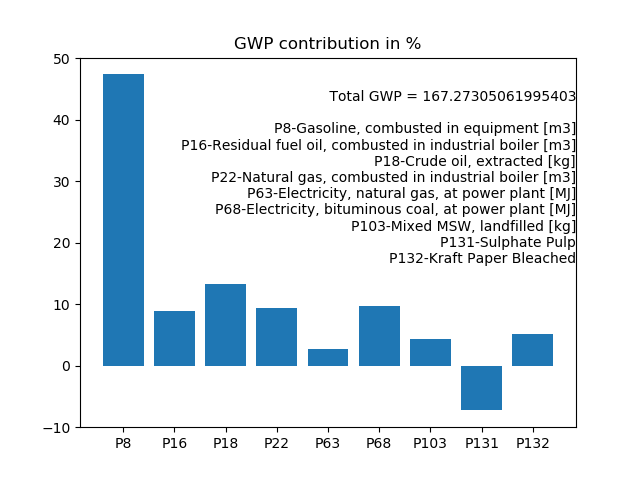 GWP contribution in %
Total GWP = 167.27305061995403
P8-Gasoline, combusted in equipment [m3]
P16-Residual fuel oil, combusted in industrial boiler [m3]
P18-Crude oil, extracted [kg]
P22-Natural gas, combusted in industrial boiler [m3]
P63-Electricity, natural gas, at power plant [MJ]
P68-Electricity, bituminous coal, at power plant [MJ]
P103-Mixed MSW, landfilled [kg]
P131-Sulphate Pulp
P132-Kraft Paper Bleached
50
40
30
20
10
0
−10
P8 P16 P18 P22 P63 P68 P103 P131 P132